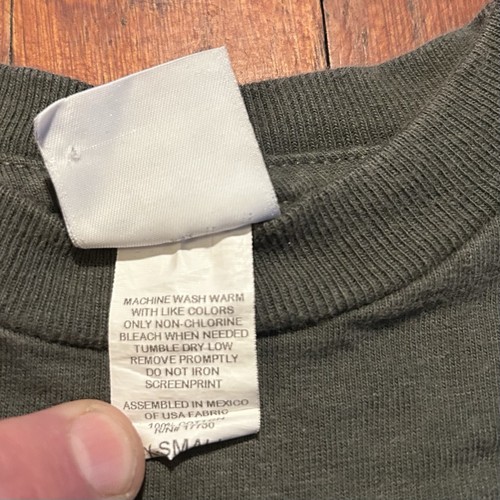 MACHINE WASH WARM
WITH LIKE COLORS
ONLY NON-CHLORINE
BLEACH WHEN NEEDED
TUMBLE DRY-LOW
REMOVE PROMPTLY
DO NOT IRON
SCREENPRINT
ASSEMBLED IN MEXICO
OF USA FABRIC
100%